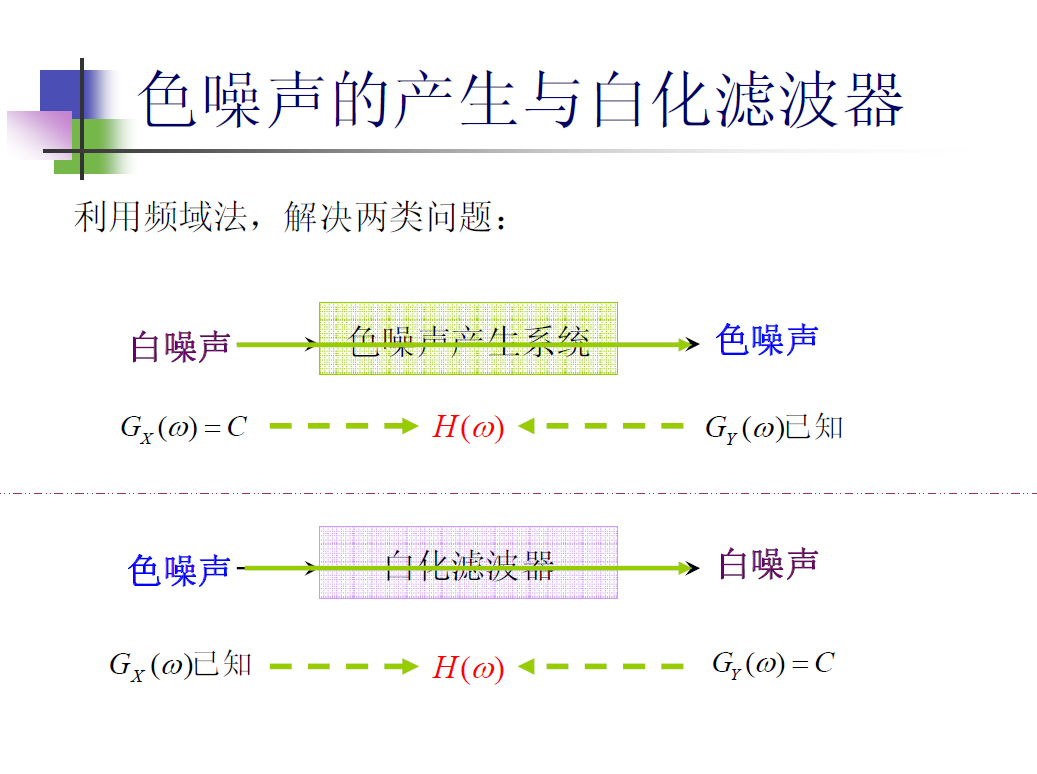 色噪声的产生与白化滤波器
利用频域法，解决两类问题：
白噪声 色噪声产生系统 色噪声
G_X(ω) = C H(ω) G_Y(ω)已知
色噪声 白化滤波器 白噪声
G_X(ω)已知 H(ω) G_Y(ω) = C